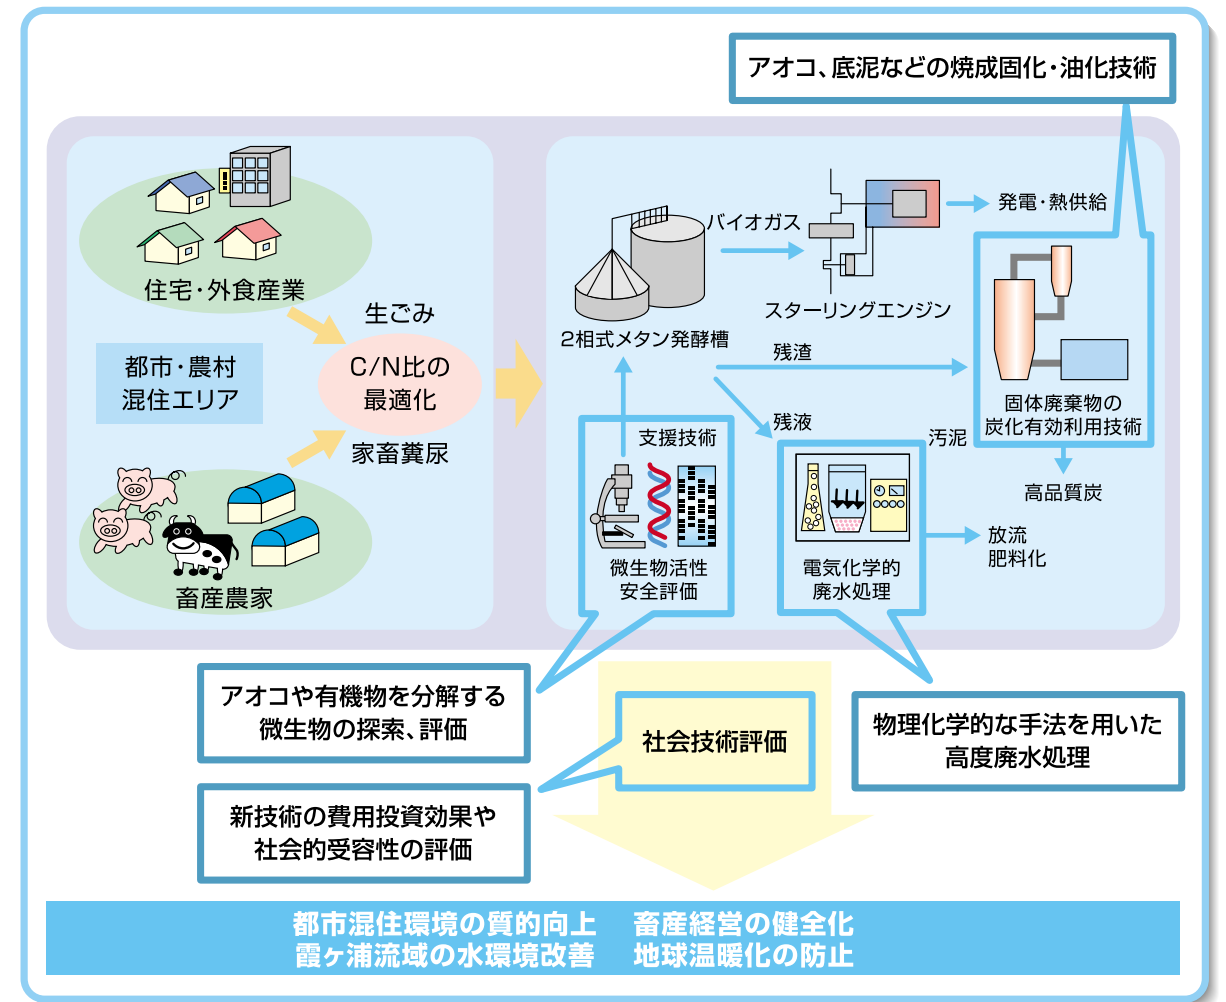 アオコ、底泥などの焼成固化・油化技術
住宅・外食産業
生ごみ
都市・農村
混住エリア
C/N比の
最適化
家畜糞尿
畜産農家
バイオガス
発電・熱供給
スターリングエンジン
2相式メタン発酵槽
残渣
固体廃棄物の
炭化有効利用技術
残液
汚泥
高品質炭
支援技術
微生物活性
安全評価
電気化学的
廃水処理
放流
肥料化
アオコや有機物を分解する
微生物の探索、評価
社会技術評価
物理化学的な手法を用いた
高度廃水処理
新技術の費用投資効果や
社会的受容性の評価
都市混住環境の質的向上　畜産経営の健全化
霞ヶ浦流域の水環境改善　地球温暖化の防止